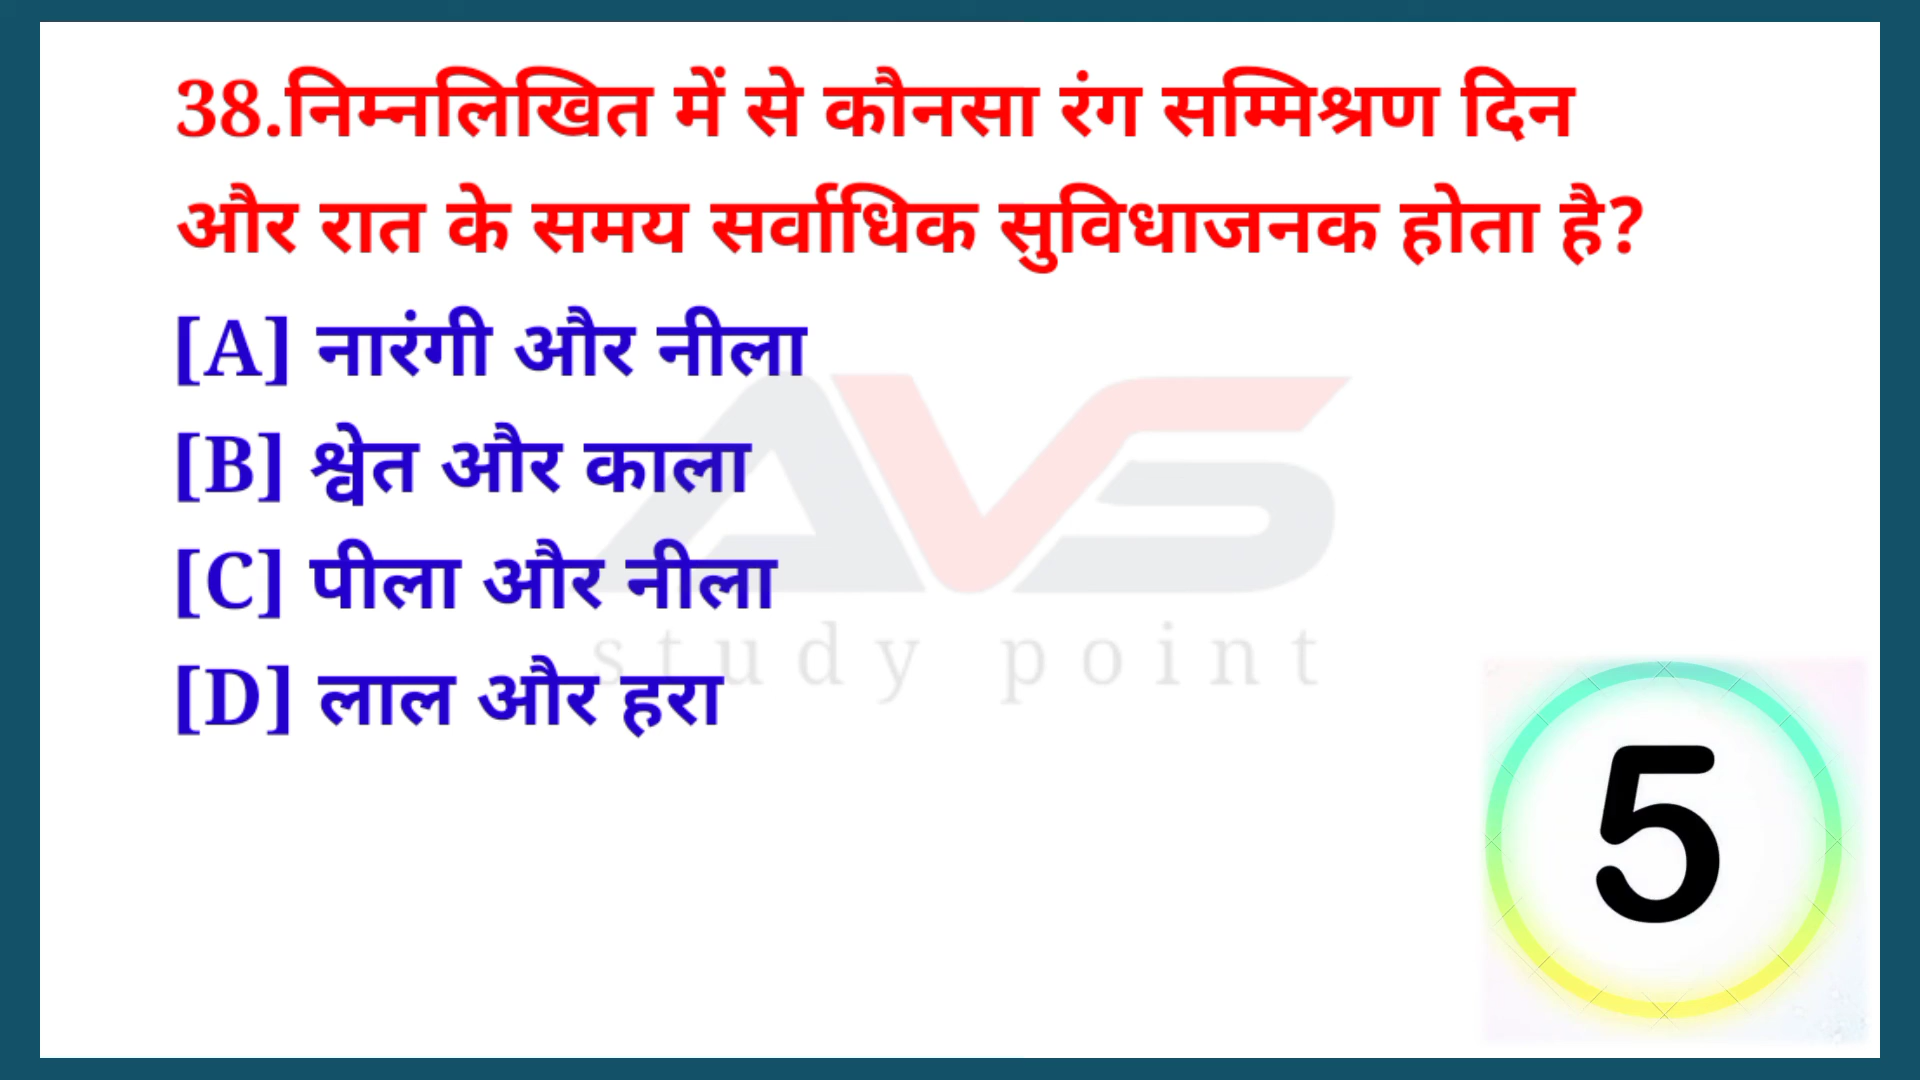 38.निम्नलिखित में से कौनसा रंग सम्मिश्रण दिन
और रात के समय सर्वाधिक सुविधाजनक होता है?
[A] नारंगी और नीला
[B] श्वेत और काला
[C] पीला और नीला
[D] लाल और हरा
AVS
study point
5